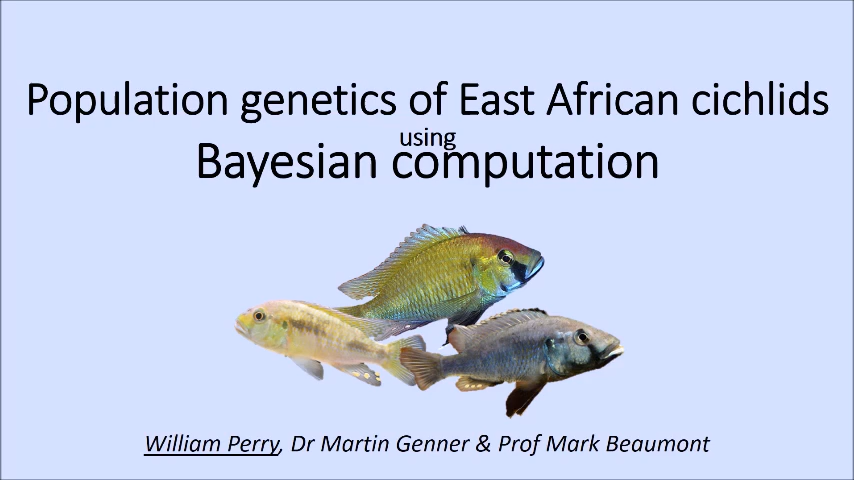 Population genetics of East African cichlids
using
Bayesian computation
William Perry, Dr Martin Genner & Prof Mark Beaumont